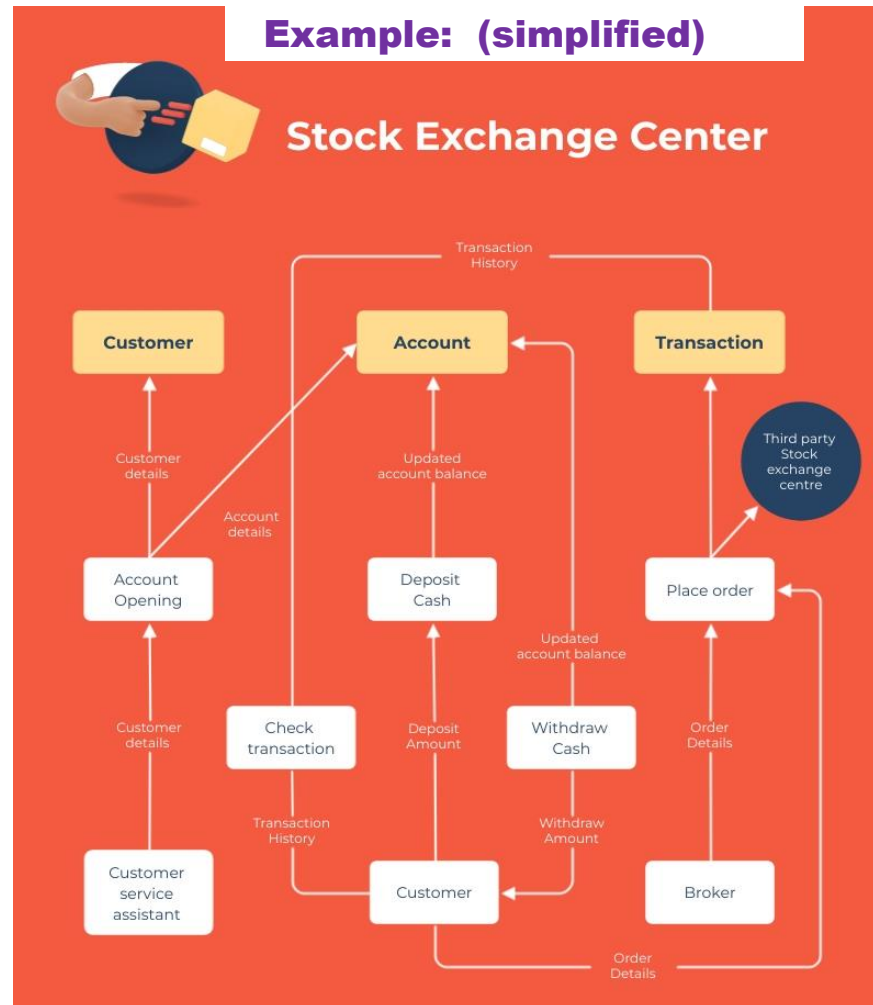 Example: (simplified)
Stock Exchange Center
Transaction
History
Customer
Account
Transaction
Third party
Stock
exchange
centre
Customer
details
Updated
account balance
Account
details
Account
Opening
Deposit
Cash
Place order
Updated
account balance
Customer
details
Check
transaction
Deposit
Amount
Withdraw
Cash
Order
Details
Transaction
History
Withdraw
Amount
Customer
service
assistant
Customer
Broker
Order
Details